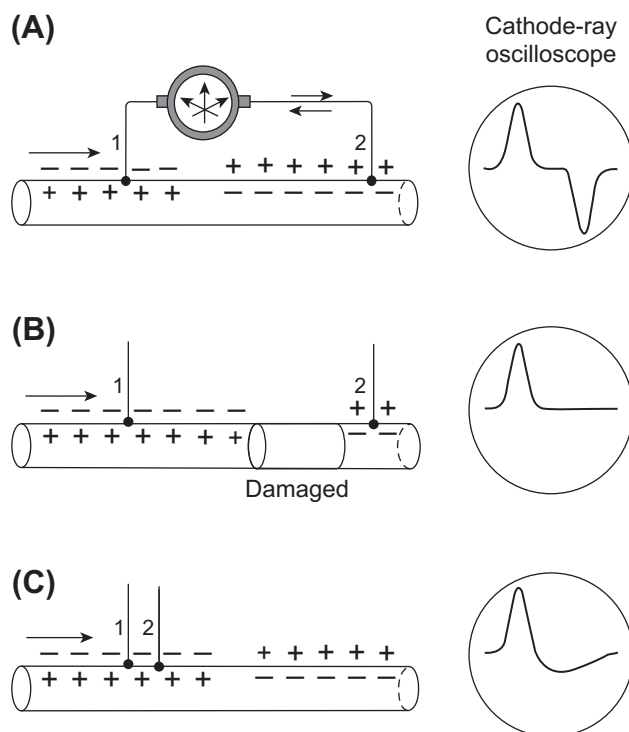 (A)
Cathode-ray
oscilloscope
1
2
− − − − − −
+ + + + + +
+ + + + + + +
− − − − − − −
(B)
1
2
− − − − − − −
+ + + + + + +
+ +
− −
Damaged
(C)
1
2
− − − − − −
+ + + + + +
+ + + + +
− − − − −